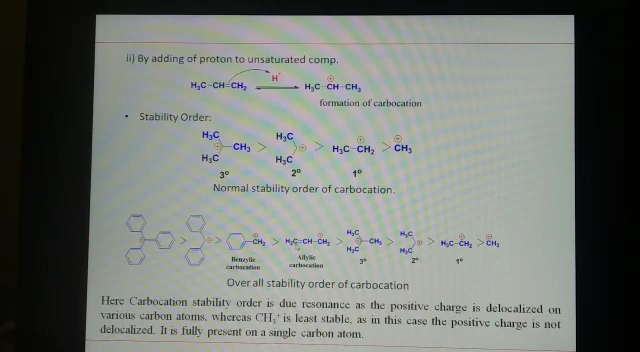 ii) By adding of proton to unsaturated comp.
H₃C-CH=CH₂ H⁺ H₃C-CH-CH₃
formation of carbocation
• Stability Order:
H₃C H₃C CH₃ > H₃C H₃C > H₃C-CH₂ > CH₃
3° 2° 1°
Normal stability order of carbocation.
> > CH₂ > H₂C=CH-CH₂ > H₃C H₃C CH₃ > H₃C H₃C > H₃C-CH₂ > CH₃
Benzylic carbocation Allylic carbocation 3° 2° 1°
Over all stability order of carbocation
Here Carbocation stability order is due resonance as the positive charge is delocalized on
various carbon atoms, whereas CH₃⁺ is least stable, as in this case the positive charge is not
delocalized. It is fully present on a single carbon atom.